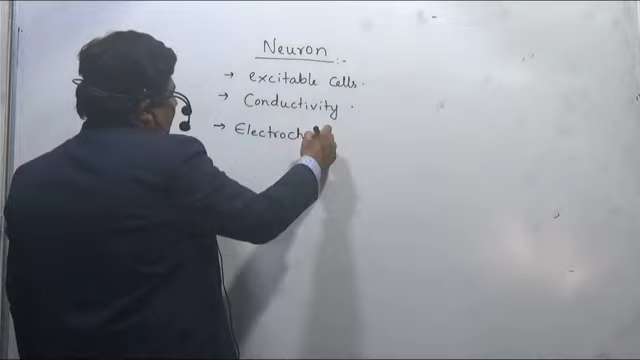 Neuron :-
→ excitable cells.
→ Conductivity.
→ Electroch